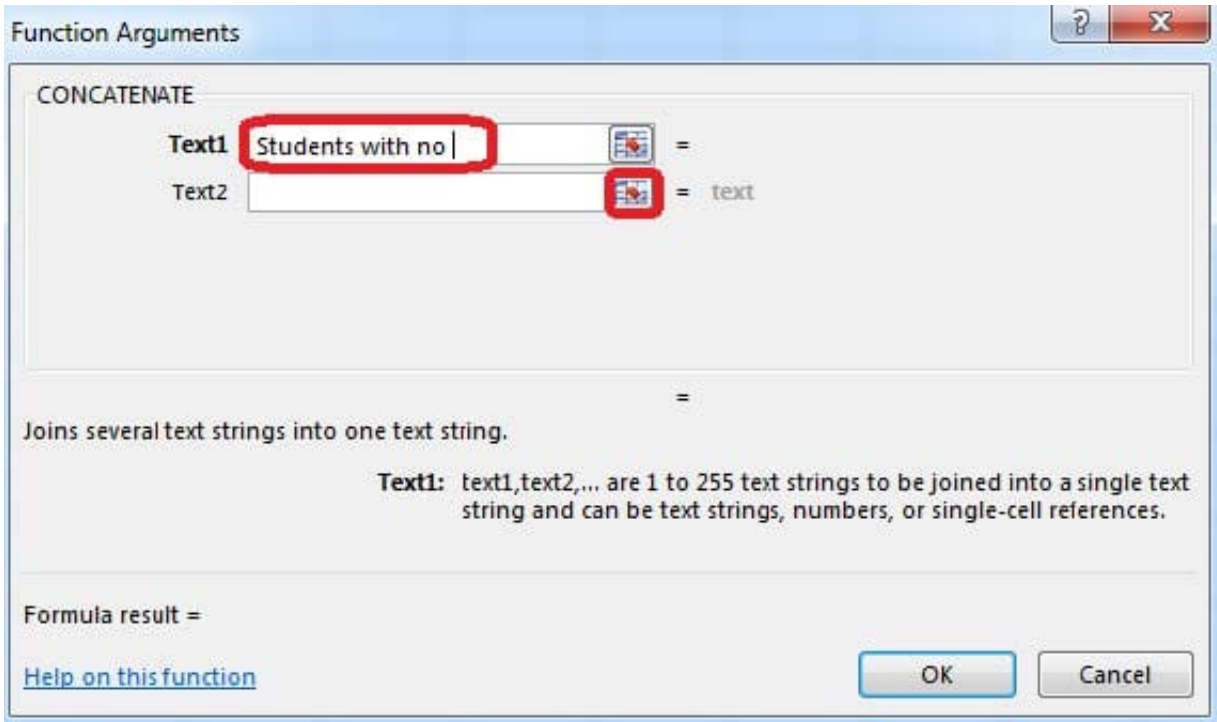 Function Arguments
CONCATENATE
Text1 Students with no =
Text2 = text
=
Joins several text strings into one text string.
Text1: text1,text2,... are 1 to 255 text strings to be joined into a single text
string and can be text strings, numbers, or single-cell references.
Formula result =
Help on this function OK Cancel